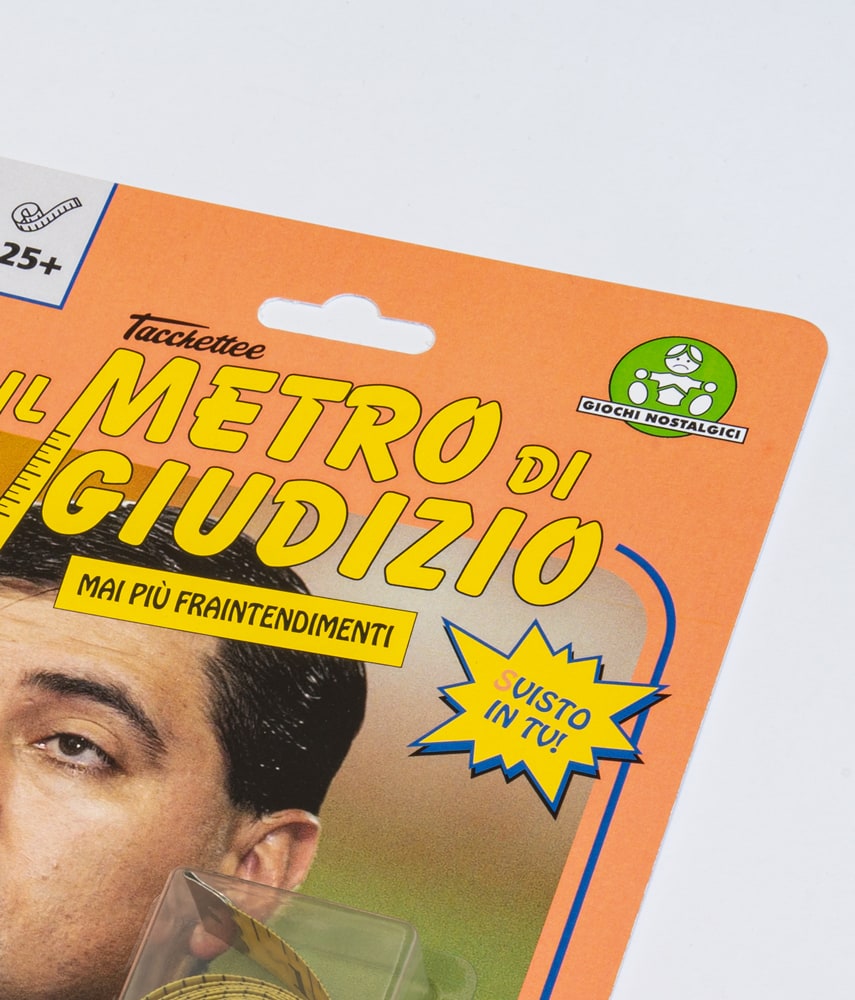 25+
Tacchettee
IL METRO DI
GIUDIZIO
GIOCHI NOSTALGICI
MAI PIÙ FRAINTENDIMENTI
SVISTO
IN TV!